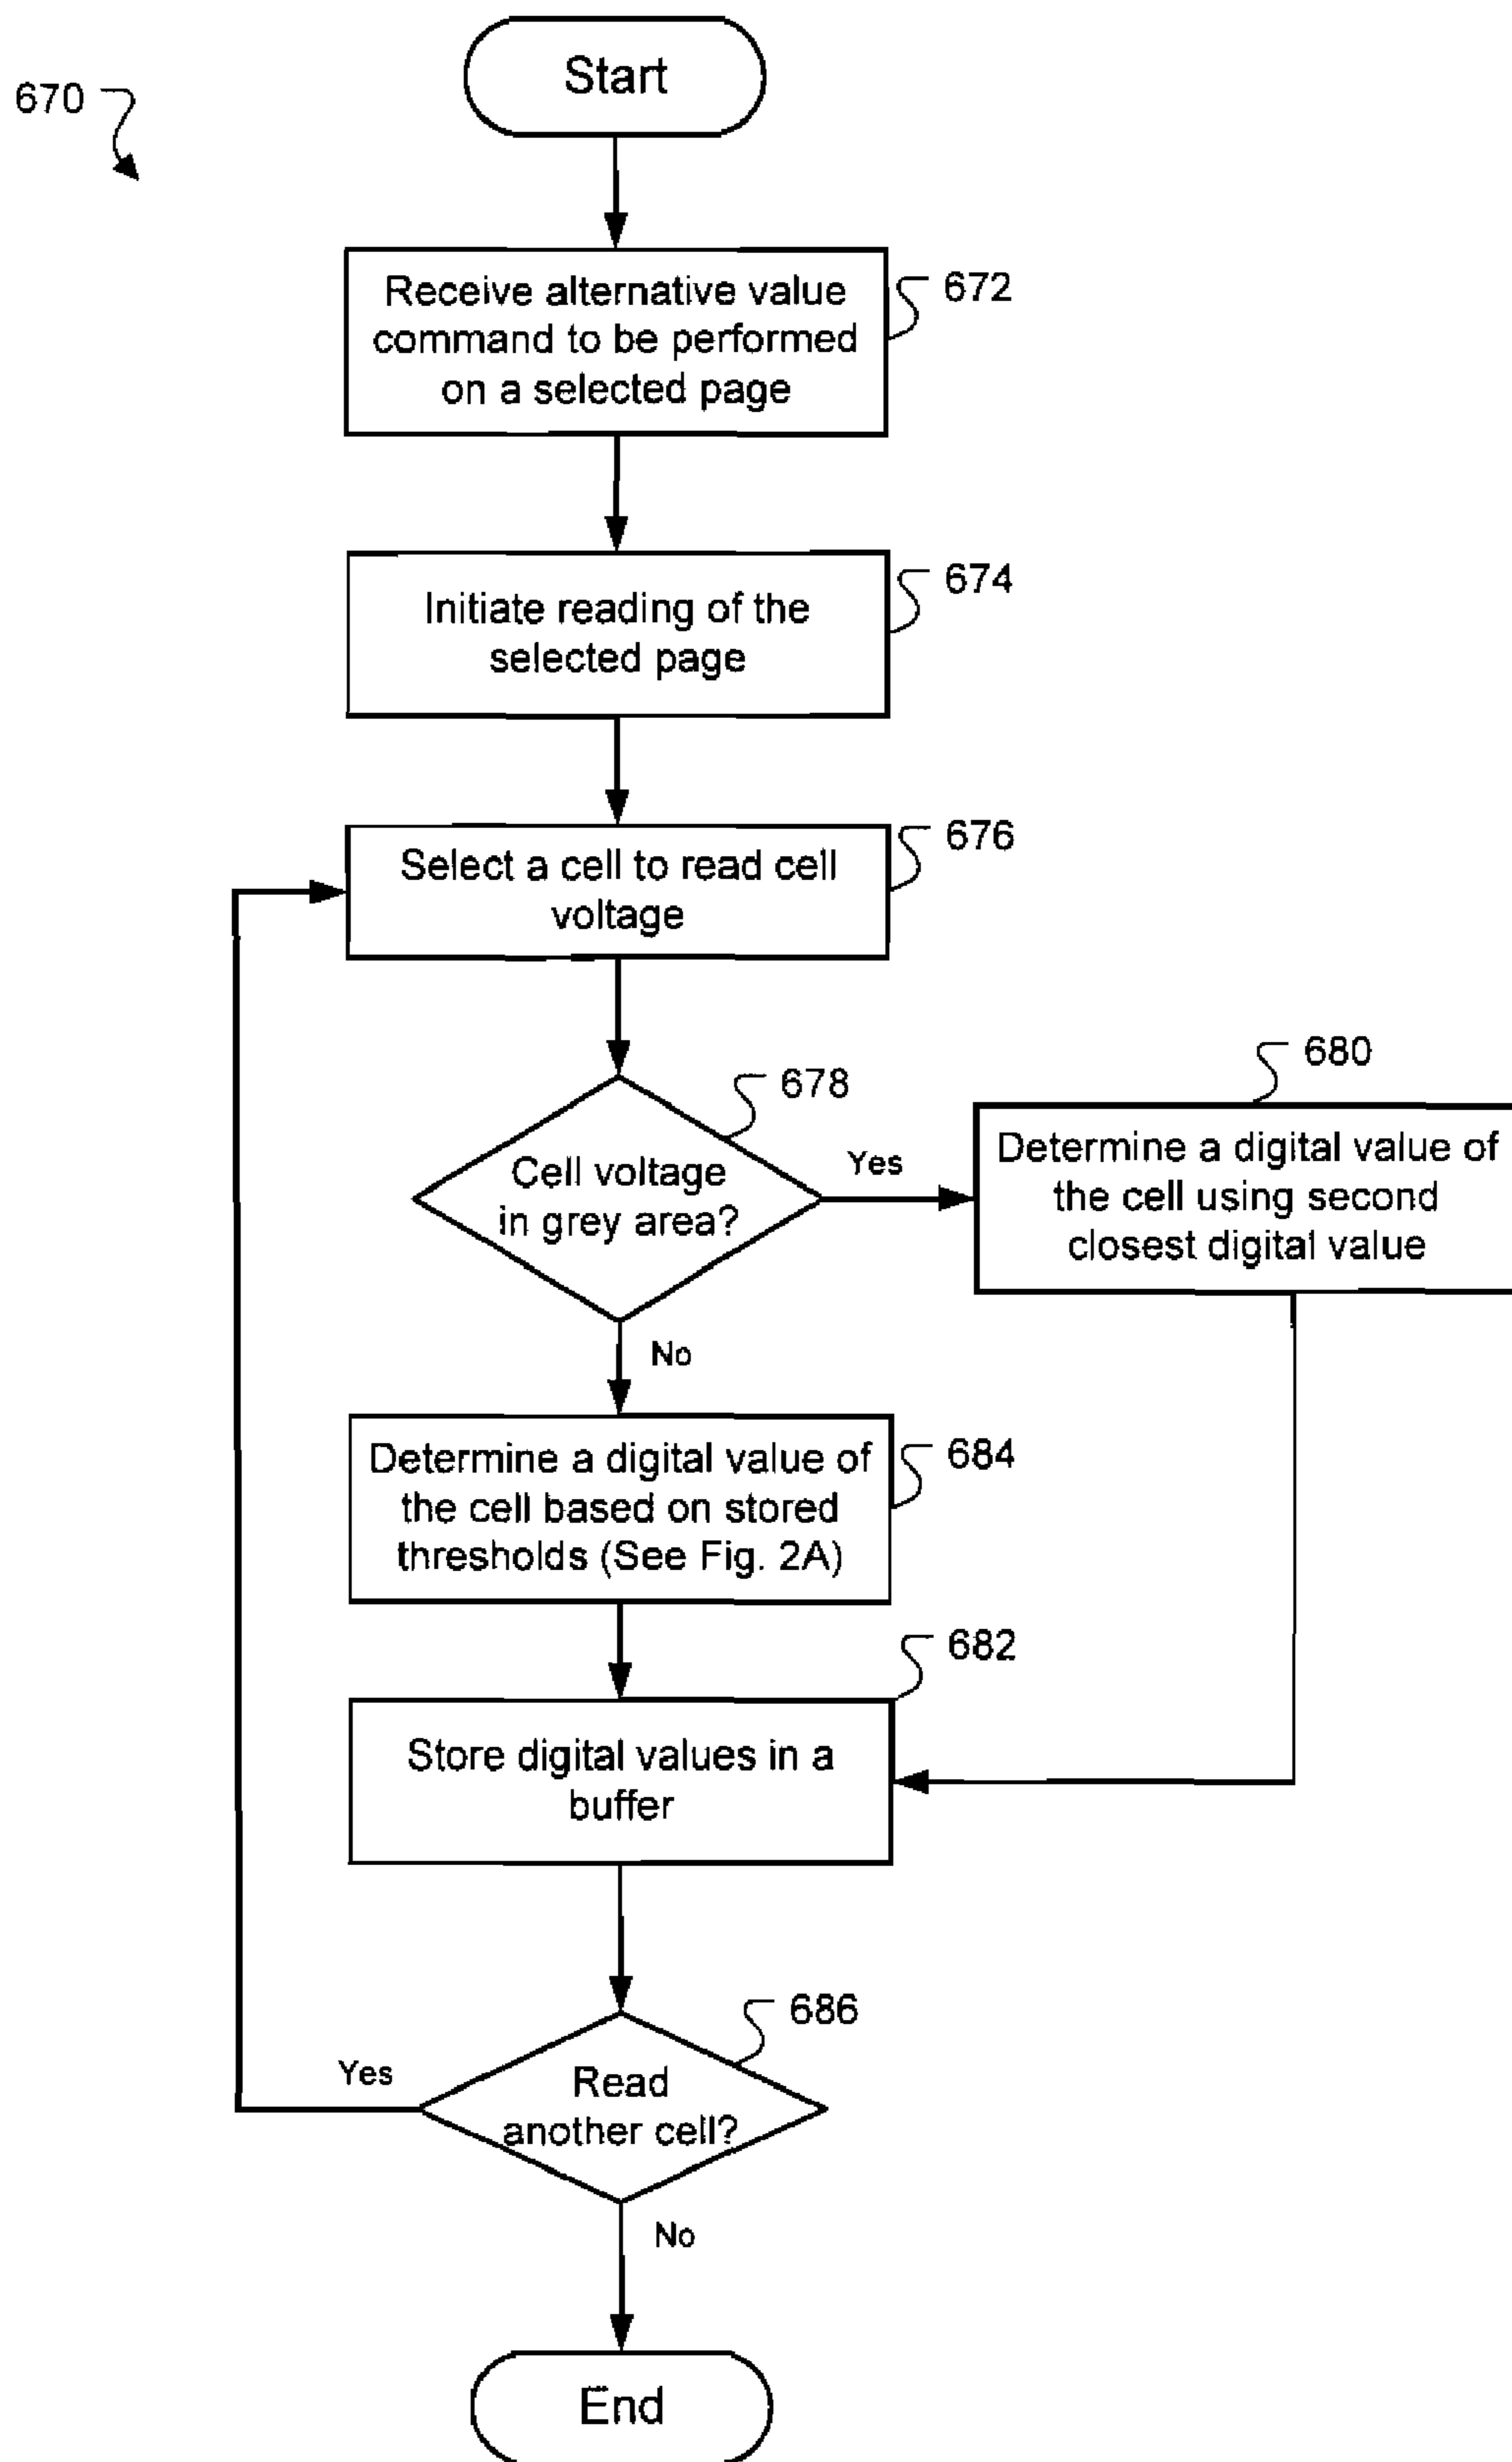 Start
670
Receive alternative value
command to be performed
on a selected page
672
Initiate reading of the
selected page
674
Select a cell to read cell
voltage
676
Cell voltage
in grey area?
678
Yes
680
Determine a digital value of
the cell using second
closest digital value
No
Determine a digital value of
the cell based on stored
thresholds (See Fig. 2A)
684
682
Store digital values in a
buffer
686
Yes
Read
another cell?
No
End